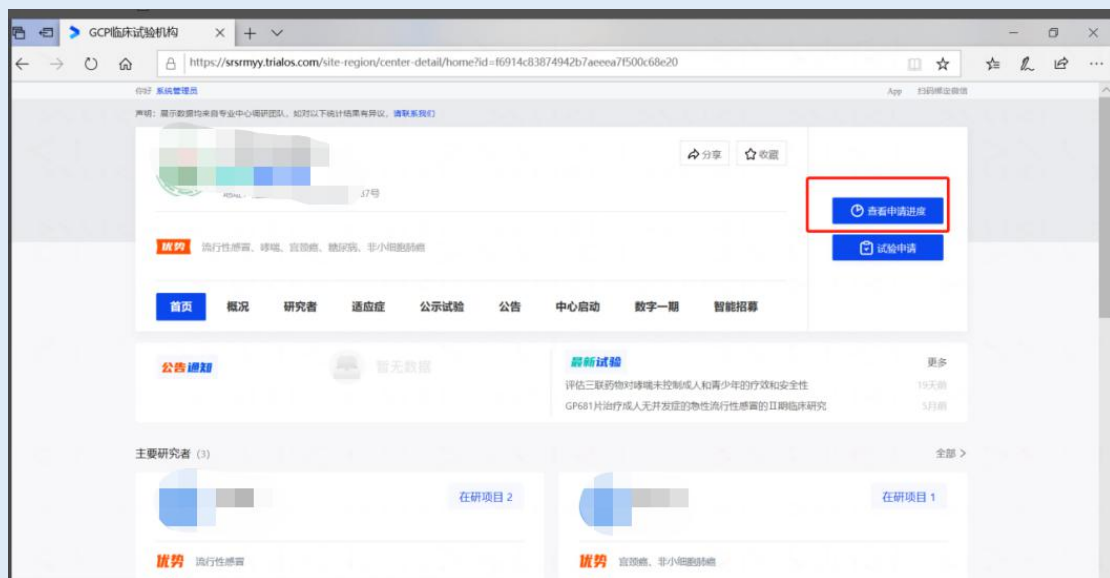 GCP临床试验机构
https://srsrmyy.trialos.com/site-region/center-detail/home?id=f6914c83874942b7aeeea7f500c68e20
你好 系统管理员
App 扫码绑定微信
声明：展示数据均来自专业中心调研团队，如对以下统计结果有异议，请联系我们
分享 收藏
37号
查看申请进度
优势 流行性感冒、哮喘、宫颈癌、糖尿病、非小细胞肺癌
试验申请
首页 概况 研究者 适应症 公示试验 公告 中心启动 数字一期 智能招募
公告通知
暂无数据
最新试验 更多
评估三联药物对哮喘未控制成人和青少年的疗效和安全性 19天前
GP681片治疗成人无并发症的急性流行性感冒的II期临床研究 5月前
主要研究者 (3) 全部 >
在研项目 2
在研项目 1
优势 流行性感冒
优势 宫颈癌、非小细胞肺癌